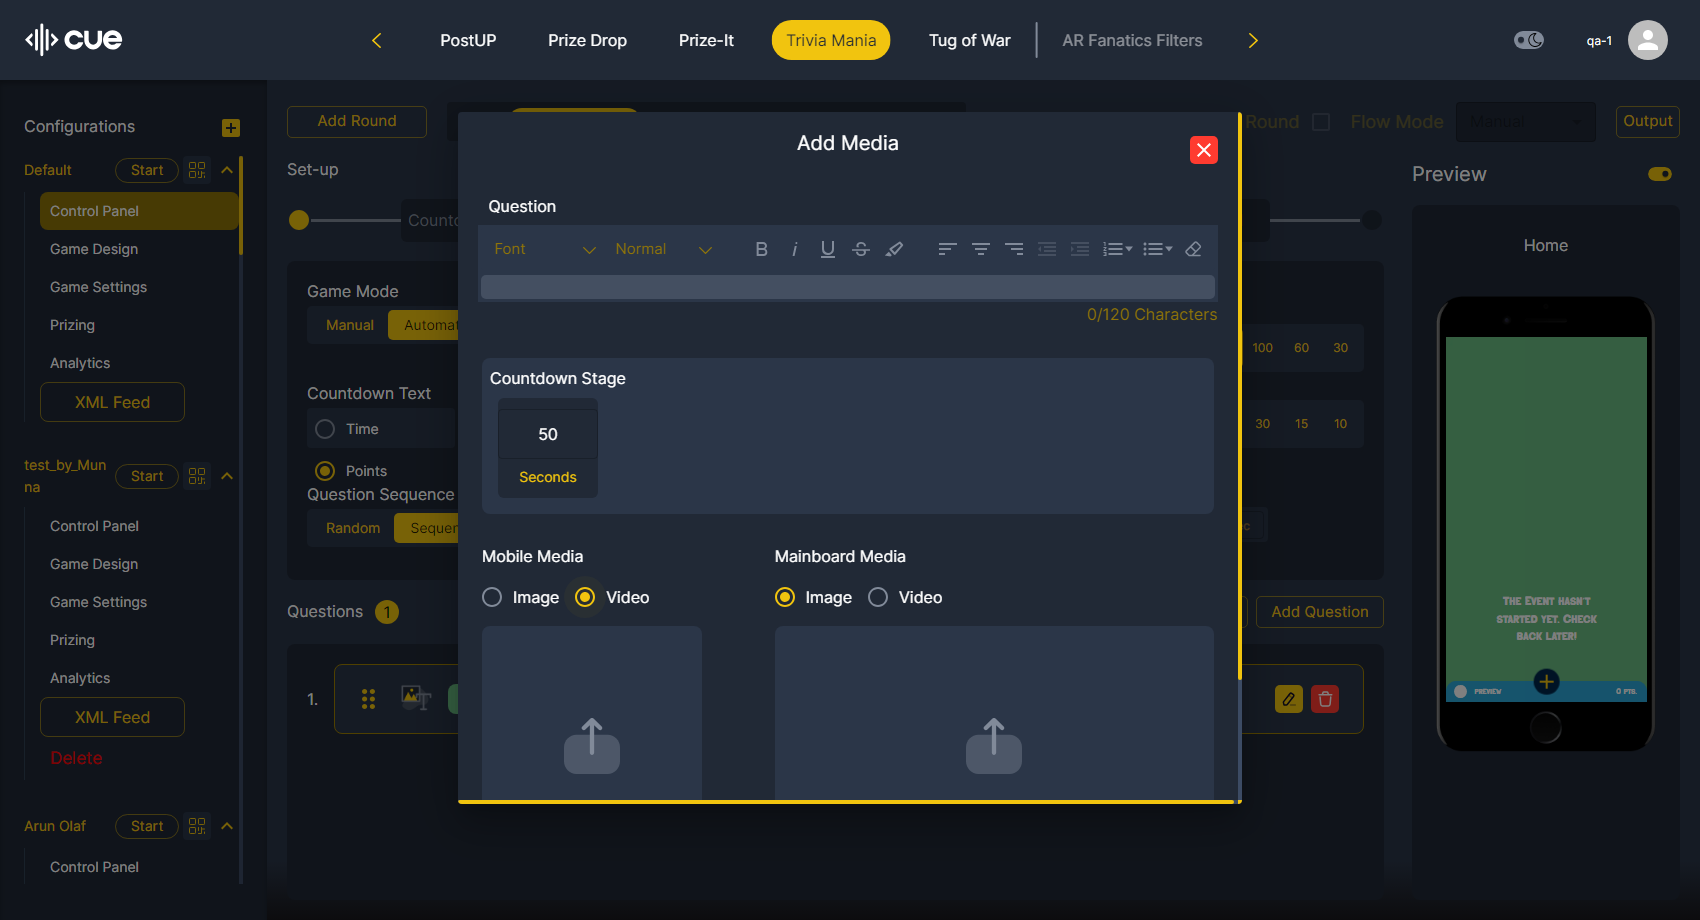 cue
PostUP
Prize Drop
Prize-It
Trivia Mania
Tug of War
AR Fanatics Filters
qa-1
Configurations
Default
Start
Control Panel
Game Design
Game Settings
Prizing
Analytics
XML Feed
test_by_Mun
na
Start
Control Panel
Game Design
Game Settings
Prizing
Analytics
XML Feed
Delete
Arun Olaf
Start
Control Panel
Add Round
Round
Flow Mode
Manual
Output
Set-up
Game Mode
Manual
Countdown Text
Time
Points
Question Sequence
Random
Questions
1
1.
100
60
30
30
15
10
Add Question
Add Media
Question
Font
Normal
B
i
U
S
0/120 Characters
Countdown Stage
50
Seconds
Mobile Media
Image
Video
Mainboard Media
Image
Video
Preview
Home
The Event hasn't
started yet. Check
back later!
PREVIEW
0 PTS.